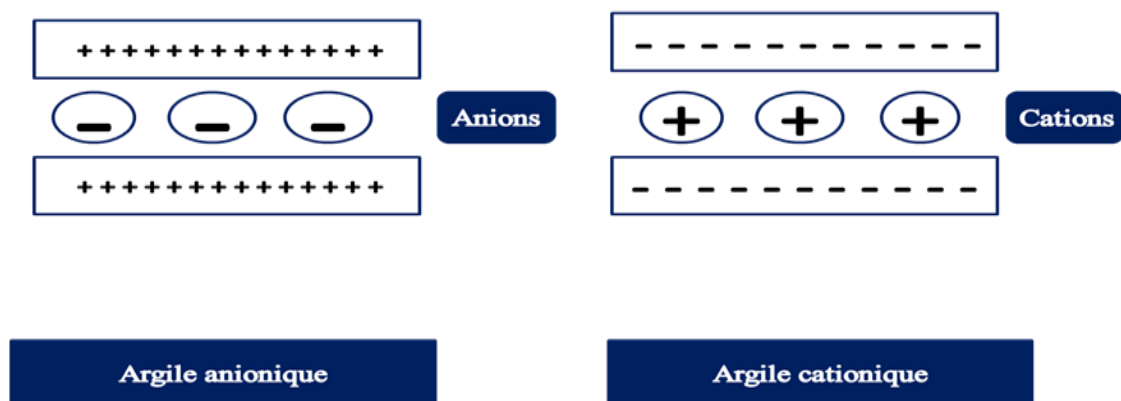 ++++++++++++++++++
- - - - - - - - - - -
- - -
Anions
+ + +
Cations
++++++++++++++++++
- - - - - - - - - - -
Argile anionique
Argile cationique